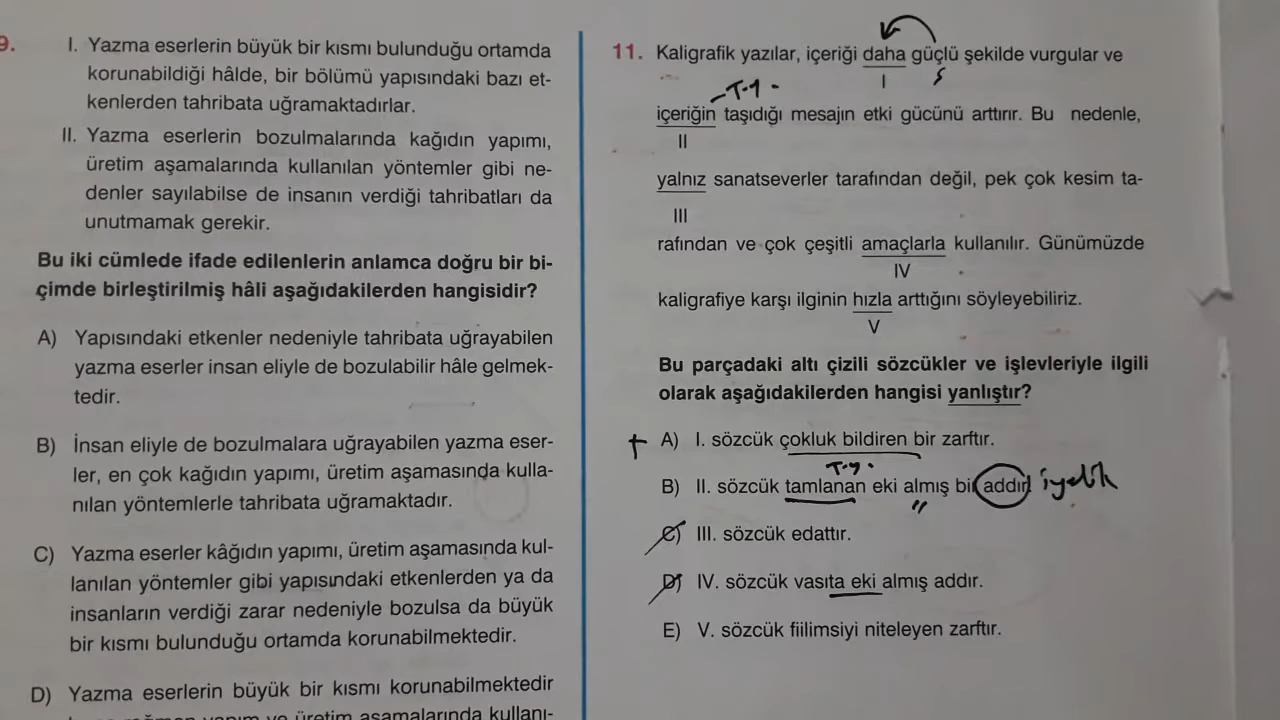 9.
I. Yazma eserlerin büyük bir kısmı bulunduğu ortamda
korunabildiği hâlde, bir bölümü yapısındaki bazı et-
kenlerden tahribata uğramaktadırlar.
II. Yazma eserlerin bozulmalarında kağıdın yapımı,
üretim aşamalarında kullanılan yöntemler gibi ne-
denler sayılabilse de insanın verdiği tahribatları da
unutmamak gerekir.
Bu iki cümlede ifade edilenlerin anlamca doğru bir bi-
çimde birleştirilmiş hâli aşağıdakilerden hangisidir?
A) Yapısındaki etkenler nedeniyle tahribata uğrayabilen
yazma eserler insan eliyle de bozulabilir hâle gelmek-
tedir.
B) İnsan eliyle de bozulmalara uğrayabilen yazma eser-
ler, en çok kağıdın yapımı, üretim aşamasında kulla-
nılan yöntemlerle tahribata uğramaktadır.
C) Yazma eserler kâğıdın yapımı, üretim aşamasında kul-
lanılan yöntemler gibi yapısındaki etkenlerden ya da
insanların verdiği zarar nedeniyle bozulsa da büyük
bir kısmı bulunduğu ortamda korunabilmektedir.
D) Yazma eserlerin büyük bir kısmı korunabilmektedir
yapım ve üretim aşamalarında kullanı-
11. Kaligrafik yazılar, içeriği daha güçlü şekilde vurgular ve
I s
T.1.
içeriğin taşıdığı mesajın etki gücünü arttırır. Bu nedenle,
II
yalnız sanatseverler tarafından değil, pek çok kesim ta-
III
rafından ve çok çeşitli amaçlarla kullanılır. Günümüzde
IV
kaligrafiye karşı ilginin hızla arttığını söyleyebiliriz.
V
Bu parçadaki altı çizili sözcükler ve işlevleriyle ilgili
olarak aşağıdakilerden hangisi yanlıştır?
A) I. sözcük çokluk bildiren bir zarftır.
T.y.
B) II. sözcük tamlanan eki almış bir addır. iyelik
C) III. sözcük edattır.
D) IV. sözcük vasıta eki almış addır.
E) V. sözcük fiilimsiyi niteleyen zarftır.